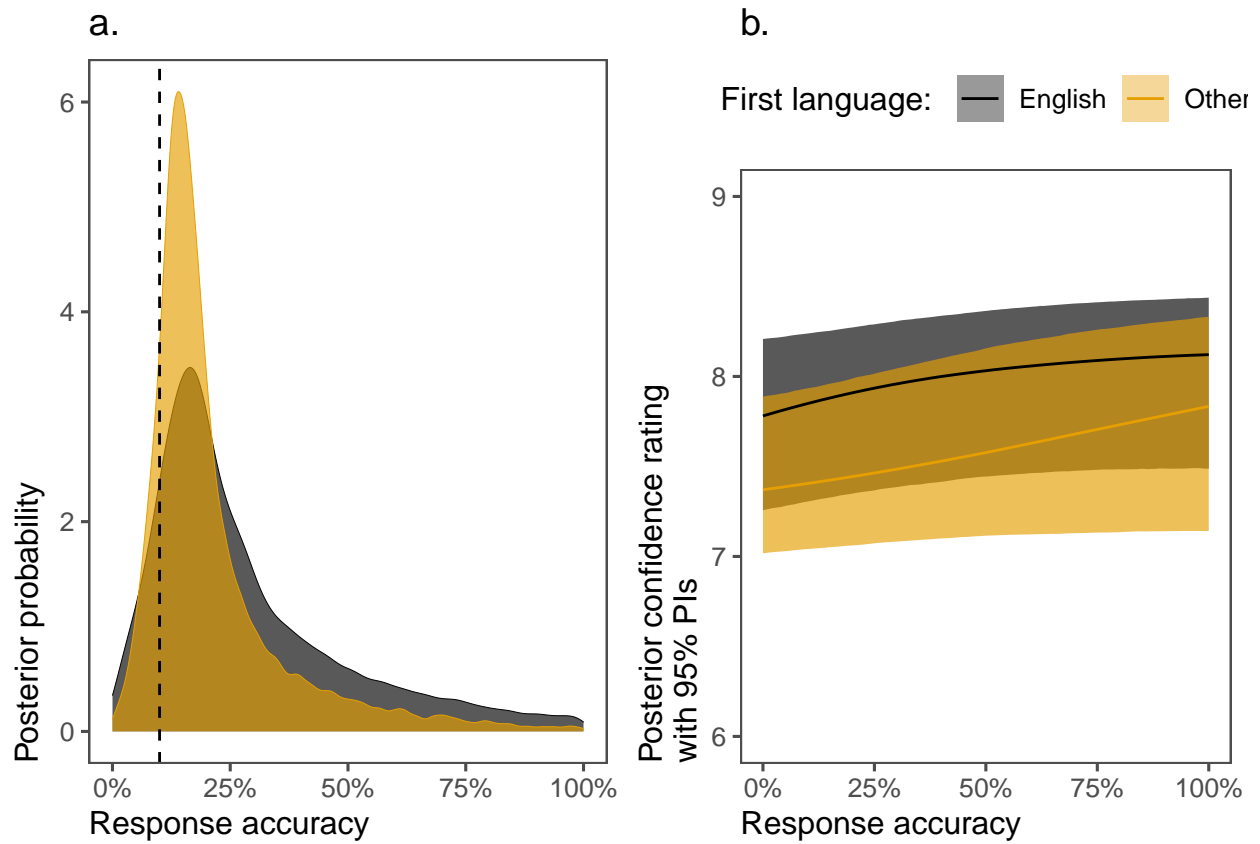 a.
6
4
2
0
Posterior probability
0%
25%
50%
75%
100%
Response accuracy
b.
First language:
English
Other
9
8
7
6
Posterior confidence rating
with 95% PIs
0%
25%
50%
75%
100%
Response accuracy